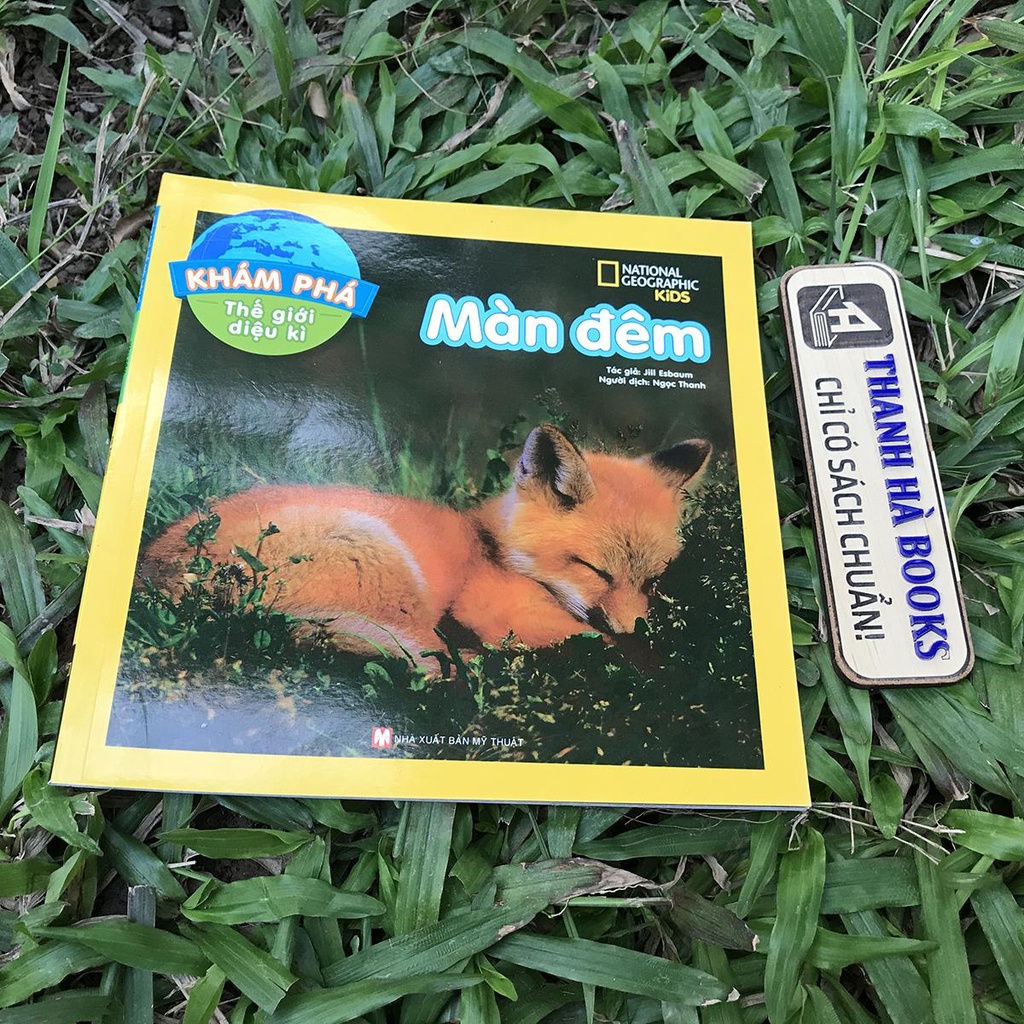 KHÁM PHÁ
Thế giới
diệu kì
NATIONAL
GEOGRAPHIC
KiDS
Màn đêm
Tác giả: Jill Esbaum
Người dịch: Ngọc Thanh
NHÀ XUẤT BẢN MỸ THUẬT
THANH HÀ BOOKS
CHỈ CÓ SÁCH CHUẨN!